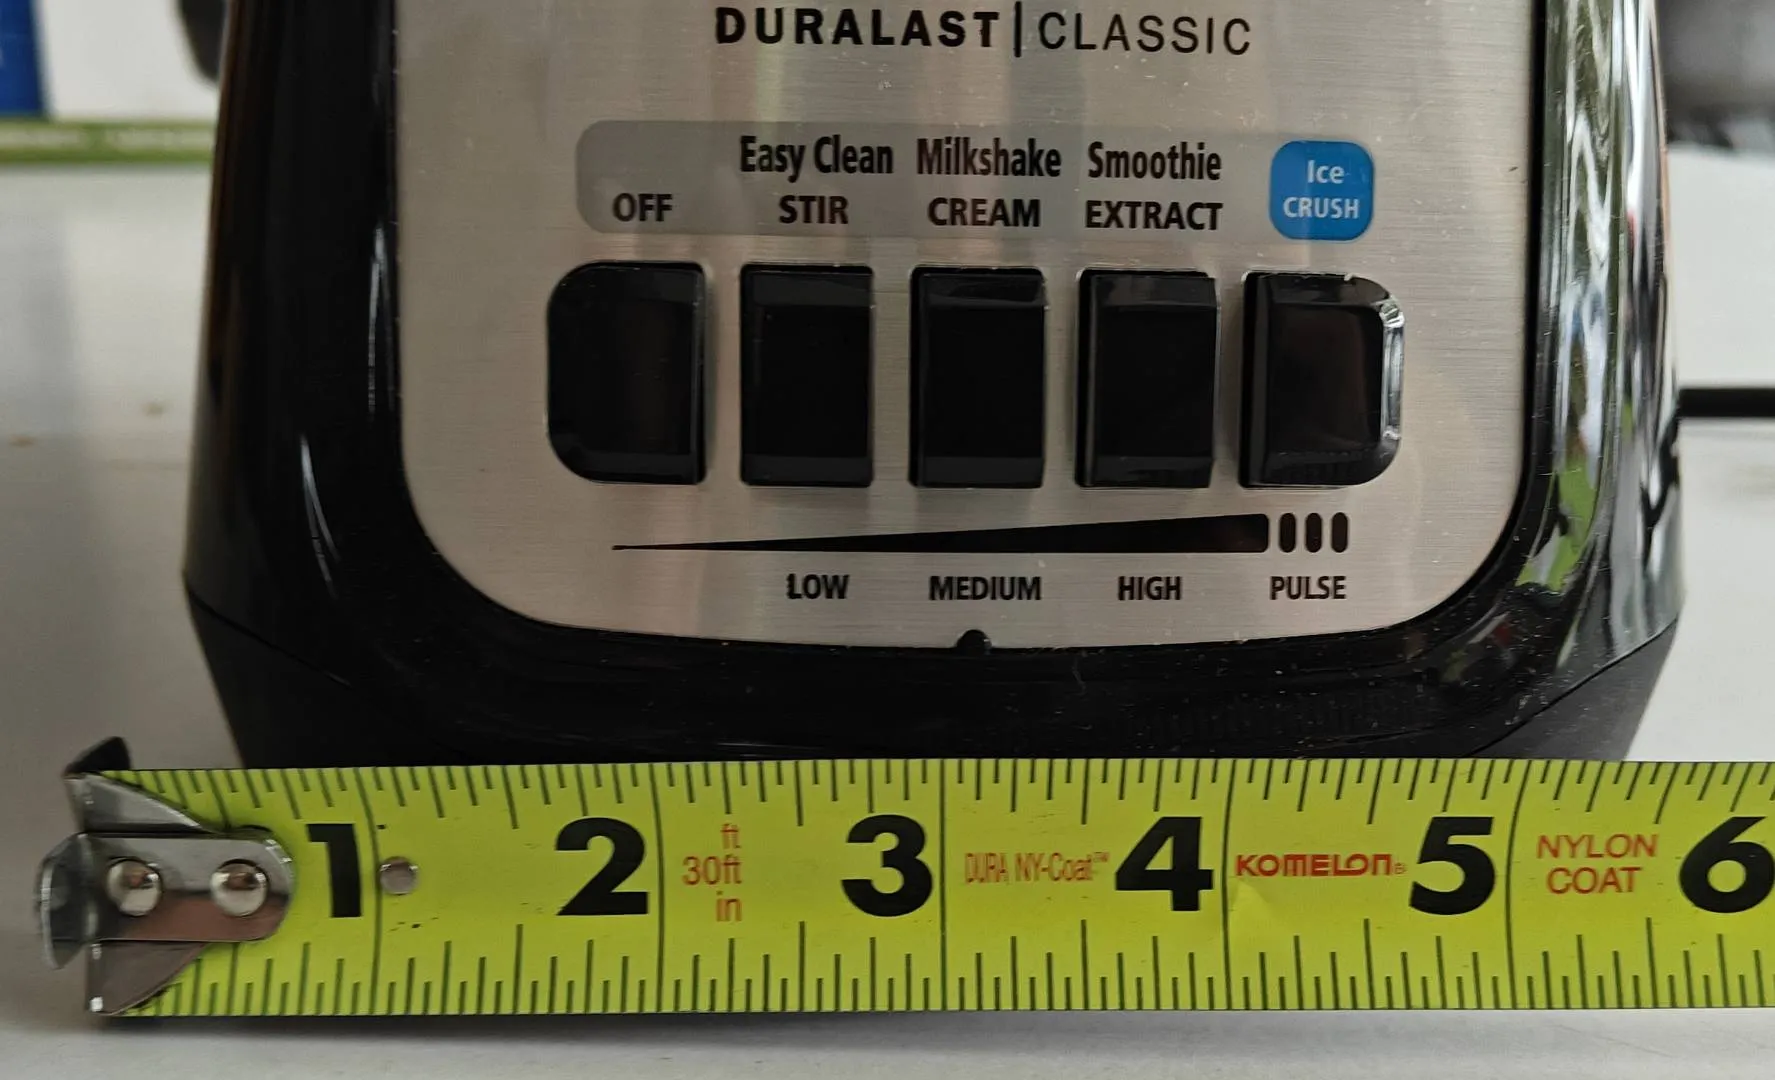 DURALAST | CLASSIC
Easy Clean Milkshake Smoothie Ice
OFF STIR CREAM EXTRACT CRUSH
LOW MEDIUM HIGH PULSE
1 2 3 4 5 6
ft
30ft
in
DURA NY-Coat™
KOMELON®
NYLON
COAT